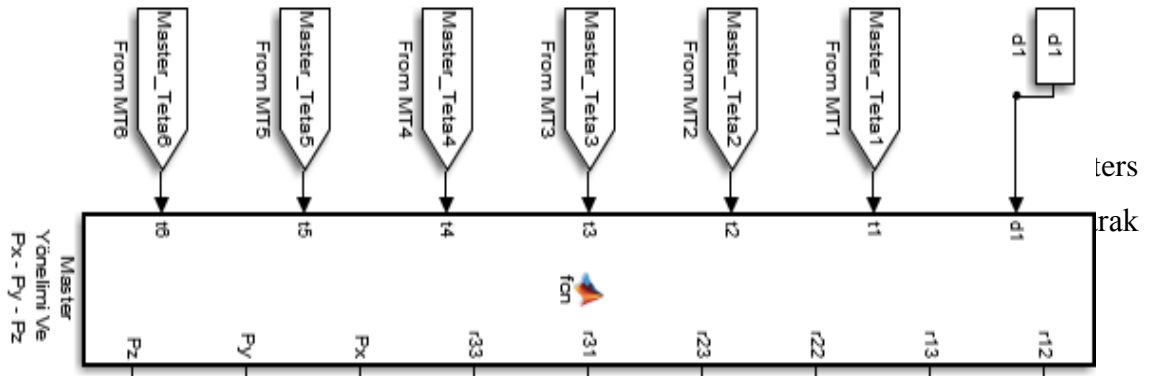 d1
d1
Master_Teta1
From MT1
Master_Teta2
From MT2
Master_Teta3
From MT3
Master_Teta4
From MT4
Master_Teta5
From MT5
Master_Teta6
From MT6
d1
t1
t2
t3
t4
t5
t6
fcn
r12
r13
r22
r23
r31
r33
Px
Py
Pz
Master
Yönelimi Ve
Px - Py - Pz
ters
rak